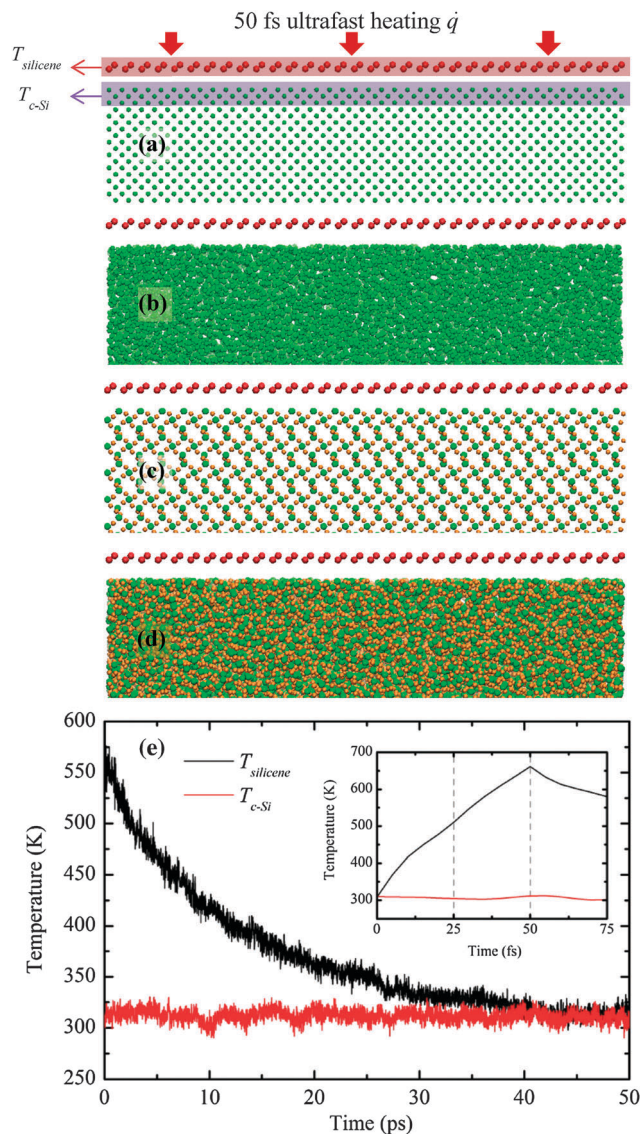 50 fs ultrafast heating q̇
T_silicene
T_c-Si
(a)
(b)
(c)
(d)
(e)
T_silicene
T_c-Si
600
550
500
450
400
350
300
250
Temperature (K)
0 10 20 30 40 50
Time (ps)
700
600
500
400
300
Temperature (K)
0 25 50 75
Time (fs)